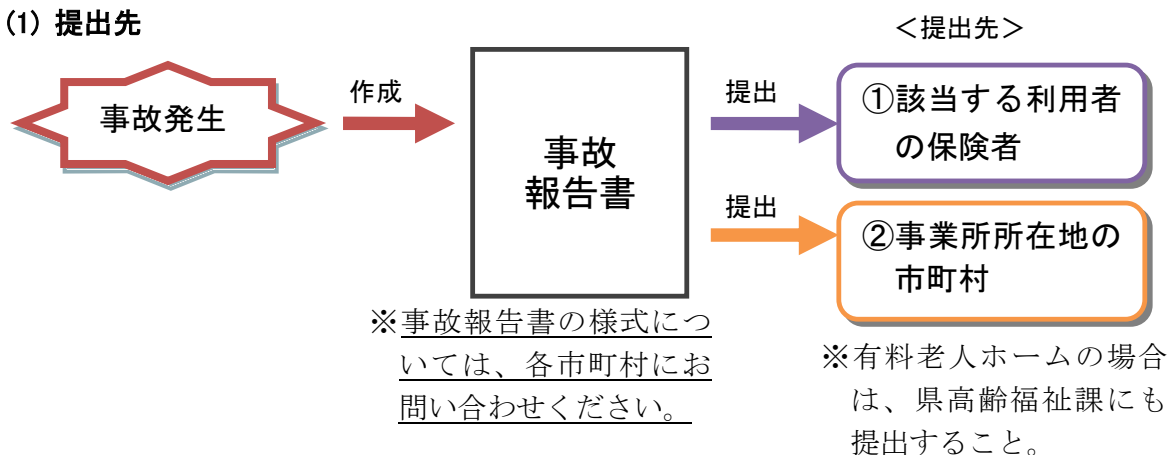 (1) 提出先
＜提出先＞
事故発生
作成
事故
報告書
提出
①該当する利用者
の保険者
提出
②事業所所在地の
市町村
※事故報告書の様式につ
いては、各市町村にお
問い合わせください。
※有料老人ホームの場合
は、県高齢福祉課にも
提出すること。